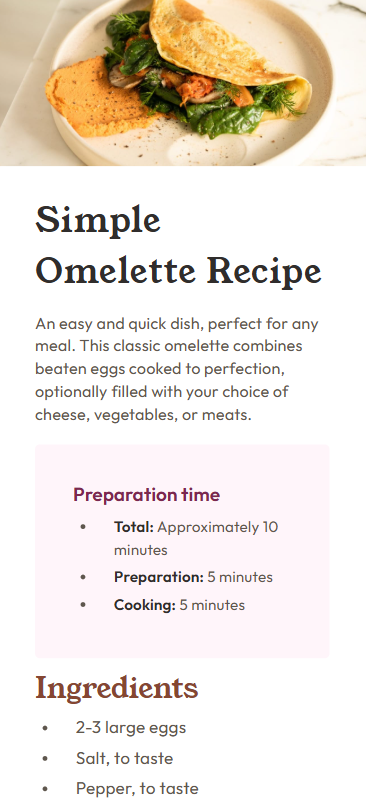 Simple
Omelette Recipe
An easy and quick dish, perfect for any
meal. This classic omelette combines
beaten eggs cooked to perfection,
optionally filled with your choice of
cheese, vegetables, or meats.
Preparation time
• Total: Approximately 10
minutes
• Preparation: 5 minutes
• Cooking: 5 minutes
Ingredients
• 2-3 large eggs
• Salt, to taste
• Pepper, to taste